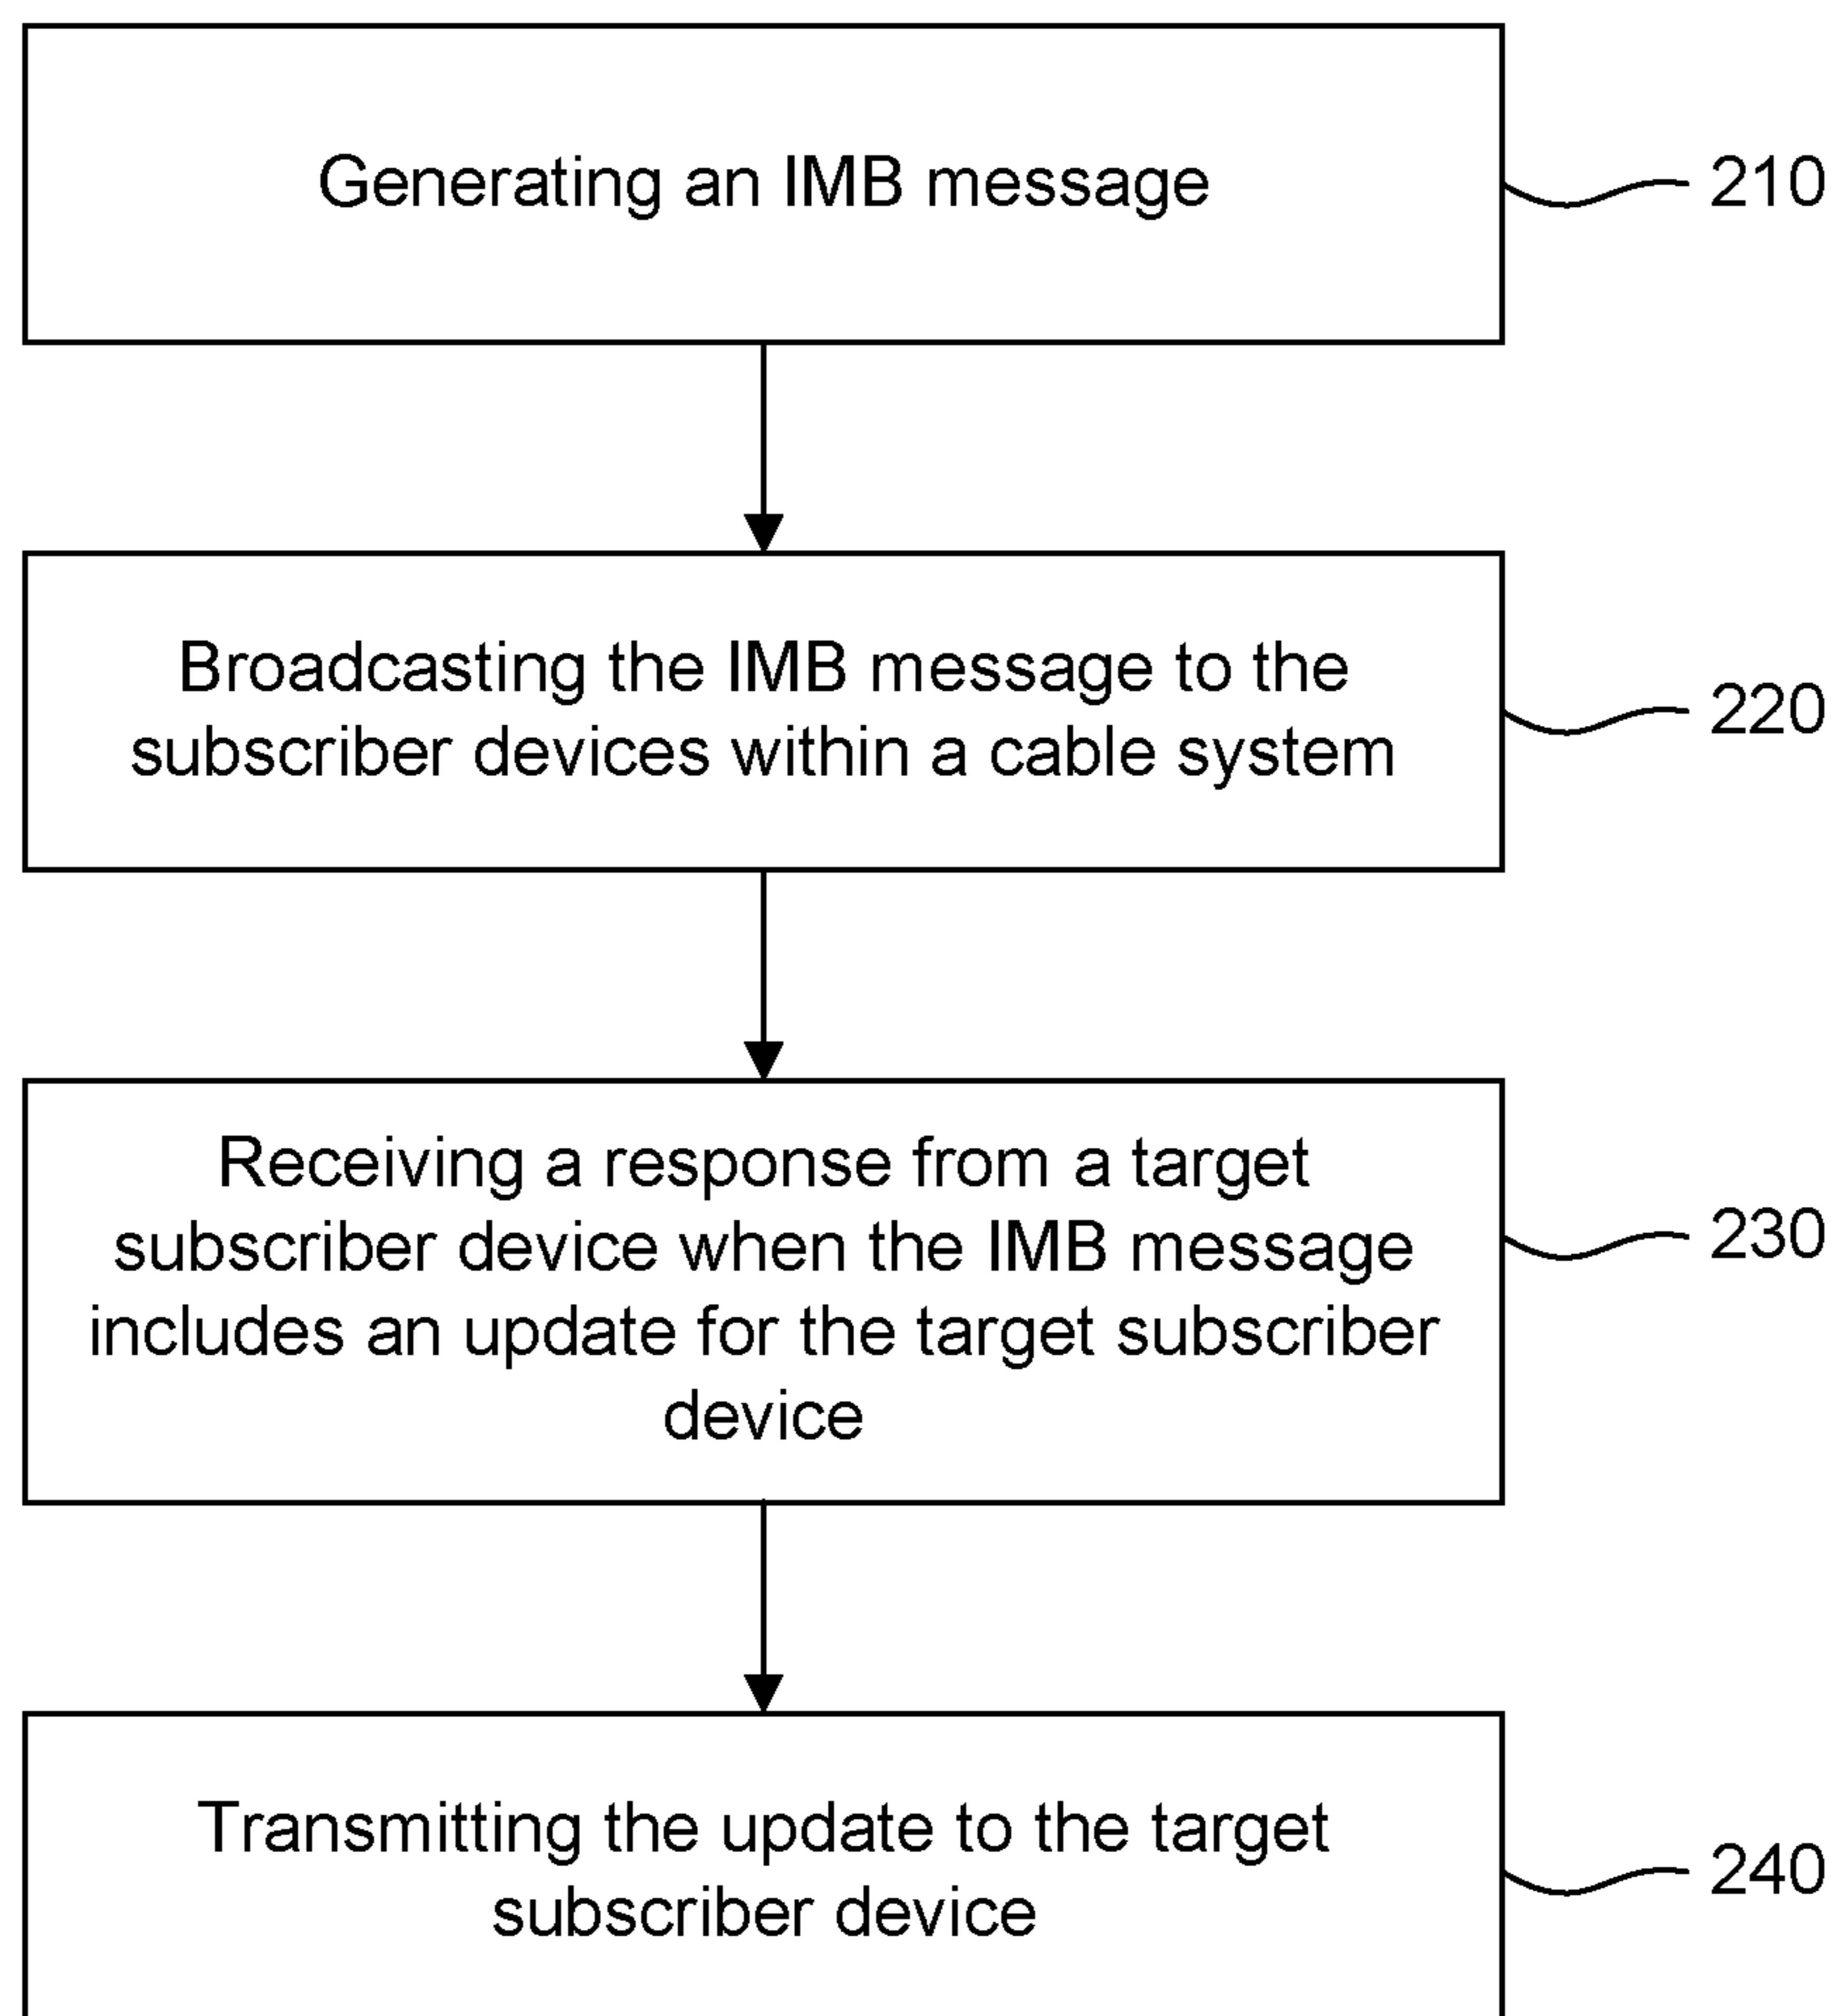 Generating an IMB message
210
Broadcasting the IMB message to the
subscriber devices within a cable system
220
Receiving a response from a target
subscriber device when the IMB message
includes an update for the target subscriber
device
230
Transmitting the update to the target
subscriber device
240